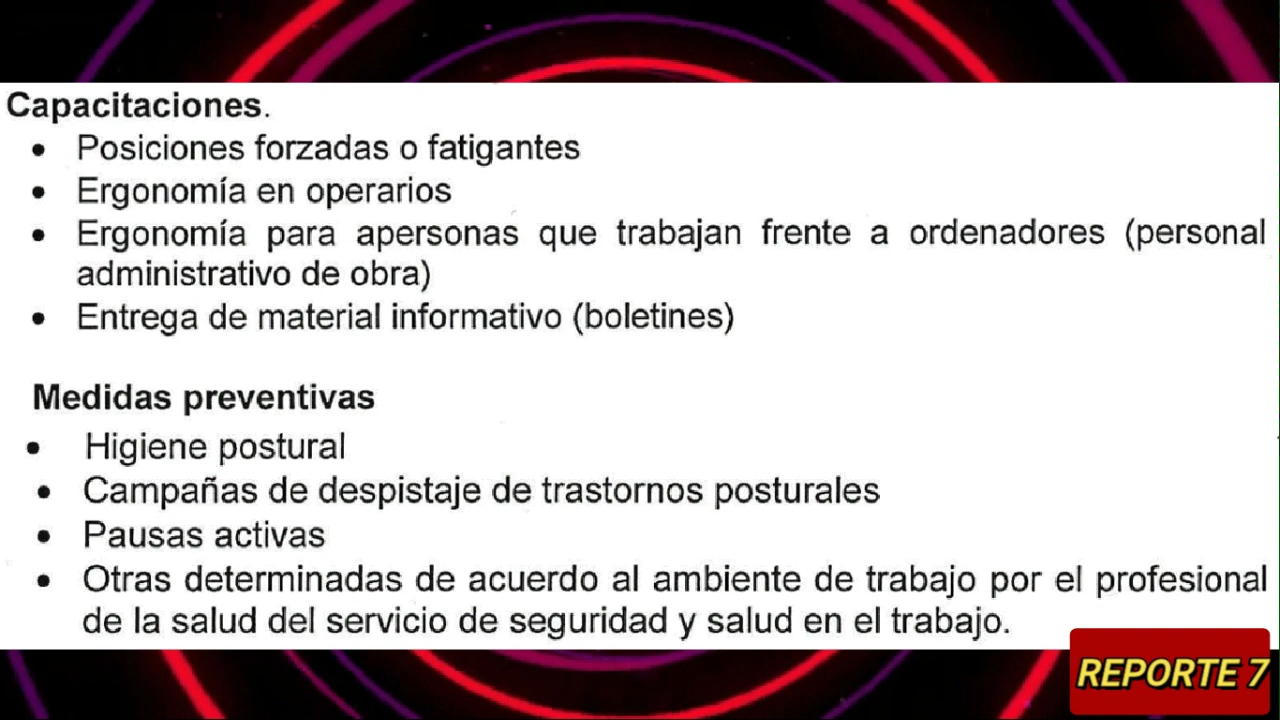 Capacitaciones.
• Posiciones forzadas o fatigantes
• Ergonomía en operarios
• Ergonomía para apersonas que trabajan frente a ordenadores (personal
administrativo de obra)
• Entrega de material informativo (boletines)
Medidas preventivas
• Higiene postural
• Campañas de despistaje de trastornos posturales
• Pausas activas
• Otras determinadas de acuerdo al ambiente de trabajo por el profesional
de la salud del servicio de seguridad y salud en el trabajo.
REPORTE 7